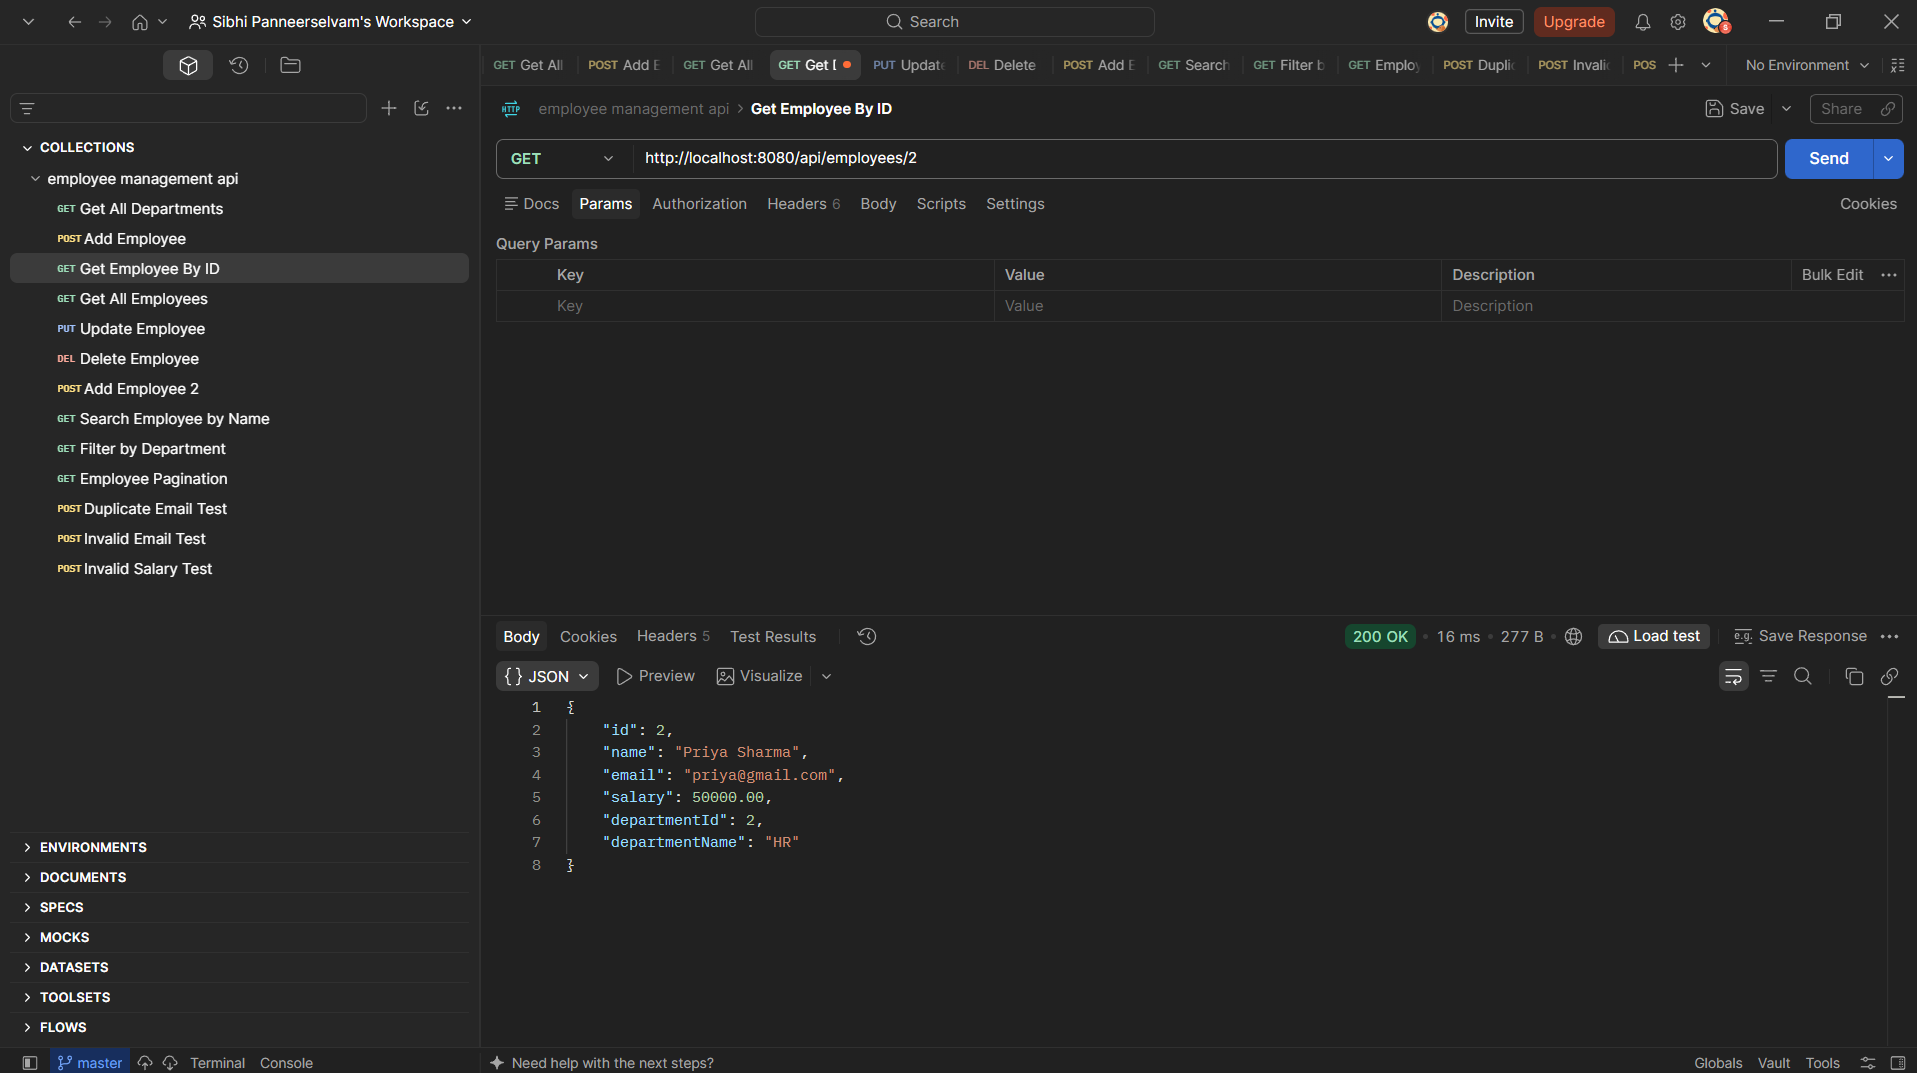 Sibhi Panneerselvam's Workspace
Search
Invite
Upgrade
GET Get All
POST Add E
GET Get All
GET Get
PUT Update
DEL Delete
POST Add E
GET Search
GET Filter b
GET Employ
POST Dupli
POST Invali
POS
No Environment
HTTP employee management api > Get Employee By ID
Save
Share
COLLECTIONS
employee management api
GET Get All Departments
POST Add Employee
GET Get Employee By ID
GET Get All Employees
PUT Update Employee
DEL Delete Employee
POST Add Employee 2
GET Search Employee by Name
GET Filter by Department
GET Employee Pagination
POST Duplicate Email Test
POST Invalid Email Test
POST Invalid Salary Test
ENVIRONMENTS
DOCUMENTS
SPECS
MOCKS
DATASETS
TOOLSETS
FLOWS
GET http://localhost:8080/api/employees/2
Send
Docs Params Authorization Headers 6 Body Scripts Settings
Cookies
Query Params
Key Value Description Bulk Edit
Key Value Description
Body Cookies Headers 5 Test Results
200 OK • 16 ms • 277 B
Load test
e.g. Save Response
{} JSON Preview Visualize
1 {
2 "id": 2,
3 "name": "Priya Sharma",
4 "email": "priya@gmail.com",
5 "salary": 50000.00,
6 "departmentId": 2,
7 "departmentName": "HR"
8 }
master Terminal Console
Need help with the next steps?
Globals Vault Tools